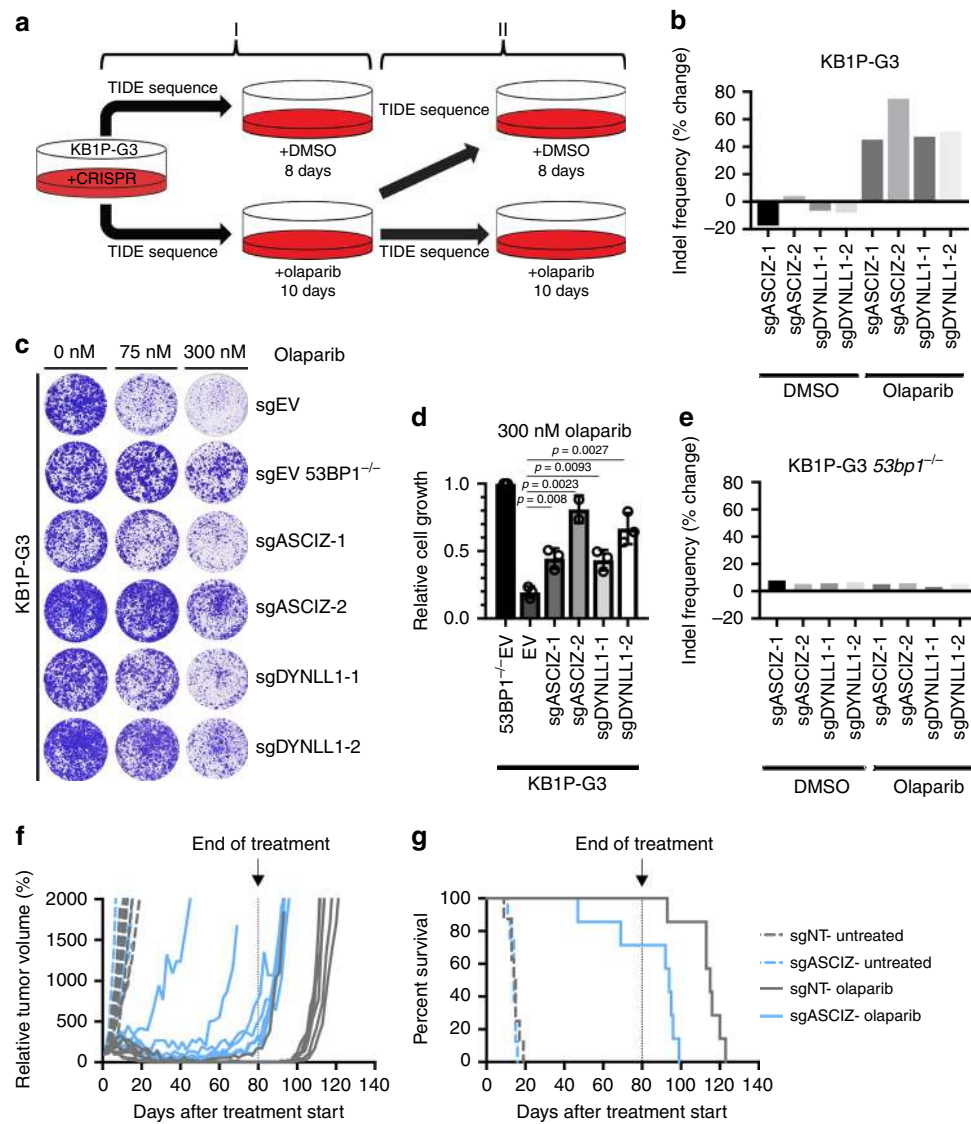 a
I
II
TIDE sequence
TIDE sequence
KB1P-G3
+CRISPR
+DMSO
8 days
+DMSO
8 days
TIDE sequence
TIDE sequence
+olaparib
10 days
+olaparib
10 days
b
KB1P-G3
Indel frequency (% change)
80
60
40
20
0
−20
sgASCIZ-1
sgASCIZ-2
sgDYNLL1-1
sgDYNLL1-2
sgASCIZ-1
sgASCIZ-2
sgDYNLL1-1
sgDYNLL1-2
DMSO
Olaparib
c
0 nM
75 nM
300 nM
Olaparib
KB1P-G3
sgEV
sgEV 53BP1−/−
sgASCIZ-1
sgASCIZ-2
sgDYNLL1-1
sgDYNLL1-2
d
300 nM olaparib
p = 0.0027
p = 0.0093
p = 0.0023
p = 0.008
Relative cell growth
1.0
0.5
0.0
53BP1−/−EV
EV
sgASCIZ-1
sgASCIZ-2
sgDYNLL1-1
sgDYNLL1-2
KB1P-G3
e
KB1P-G3 53bp1−/−
Indel frequency (% change)
80
60
40
20
0
−20
sgASCIZ-1
sgASCIZ-2
sgDYNLL1-1
sgDYNLL1-2
sgASCIZ-1
sgASCIZ-2
sgDYNLL1-1
sgDYNLL1-2
DMSO
Olaparib
f
End of treatment
Relative tumor volume (%)
2000
1500
1000
500
0
0 20 40 60 80 100 120 140
Days after treatment start
g
End of treatment
Percent survival
100
80
60
40
20
0
0 20 40 60 80 100 120 140
Days after treatment start
sgNT- untreated
sgASCIZ- untreated
sgNT- olaparib
sgASCIZ- olaparib